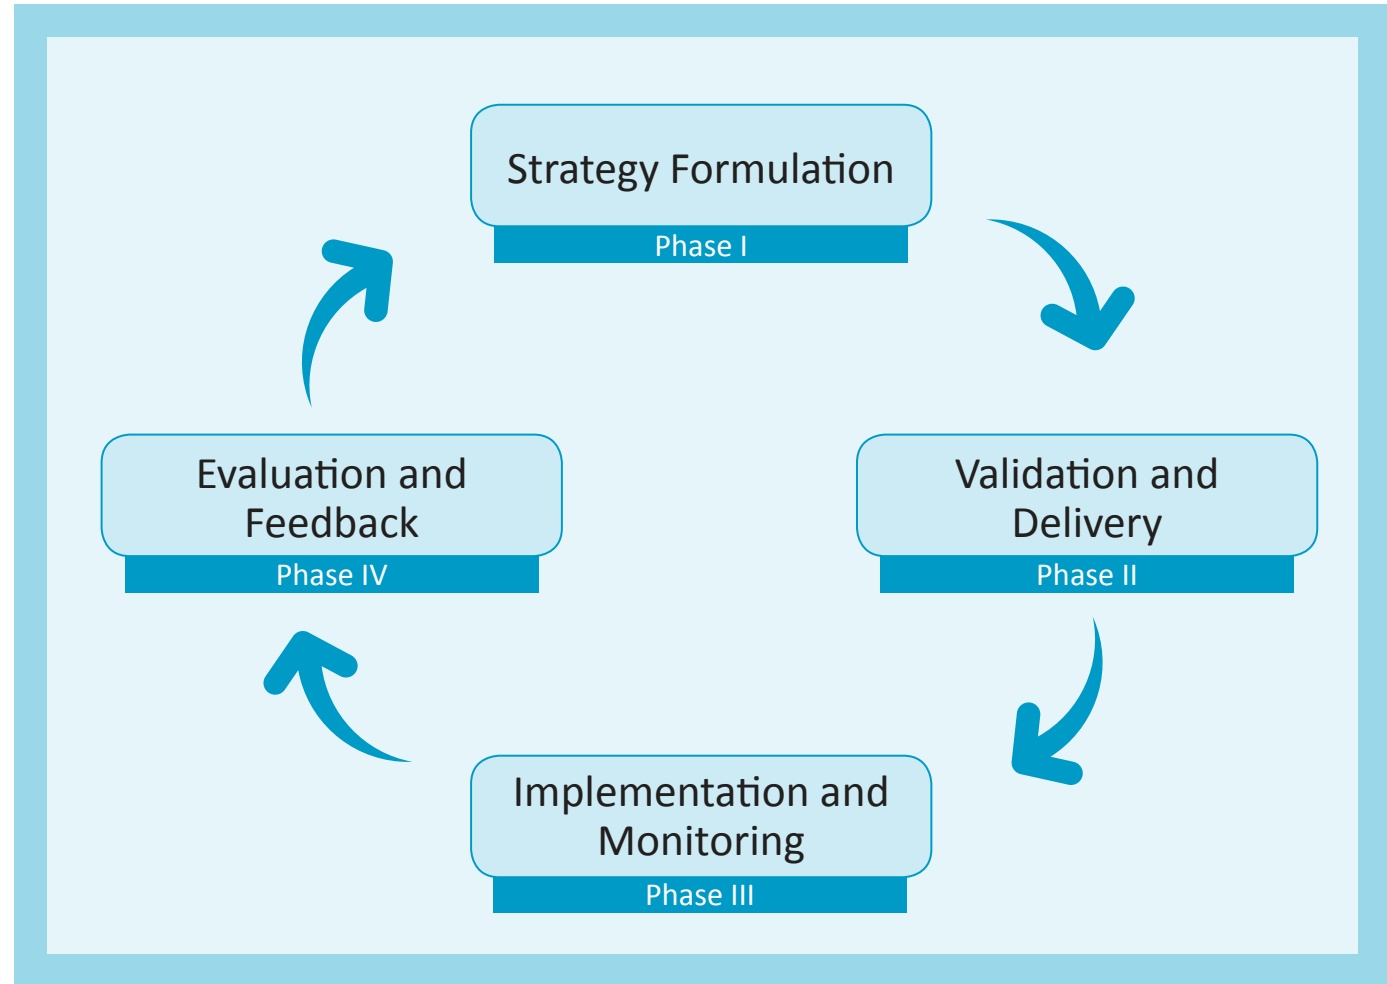 Strategy Formulation
Phase I
Evaluation and
Feedback
Phase IV
Validation and
Delivery
Phase II
Implementation and
Monitoring
Phase III